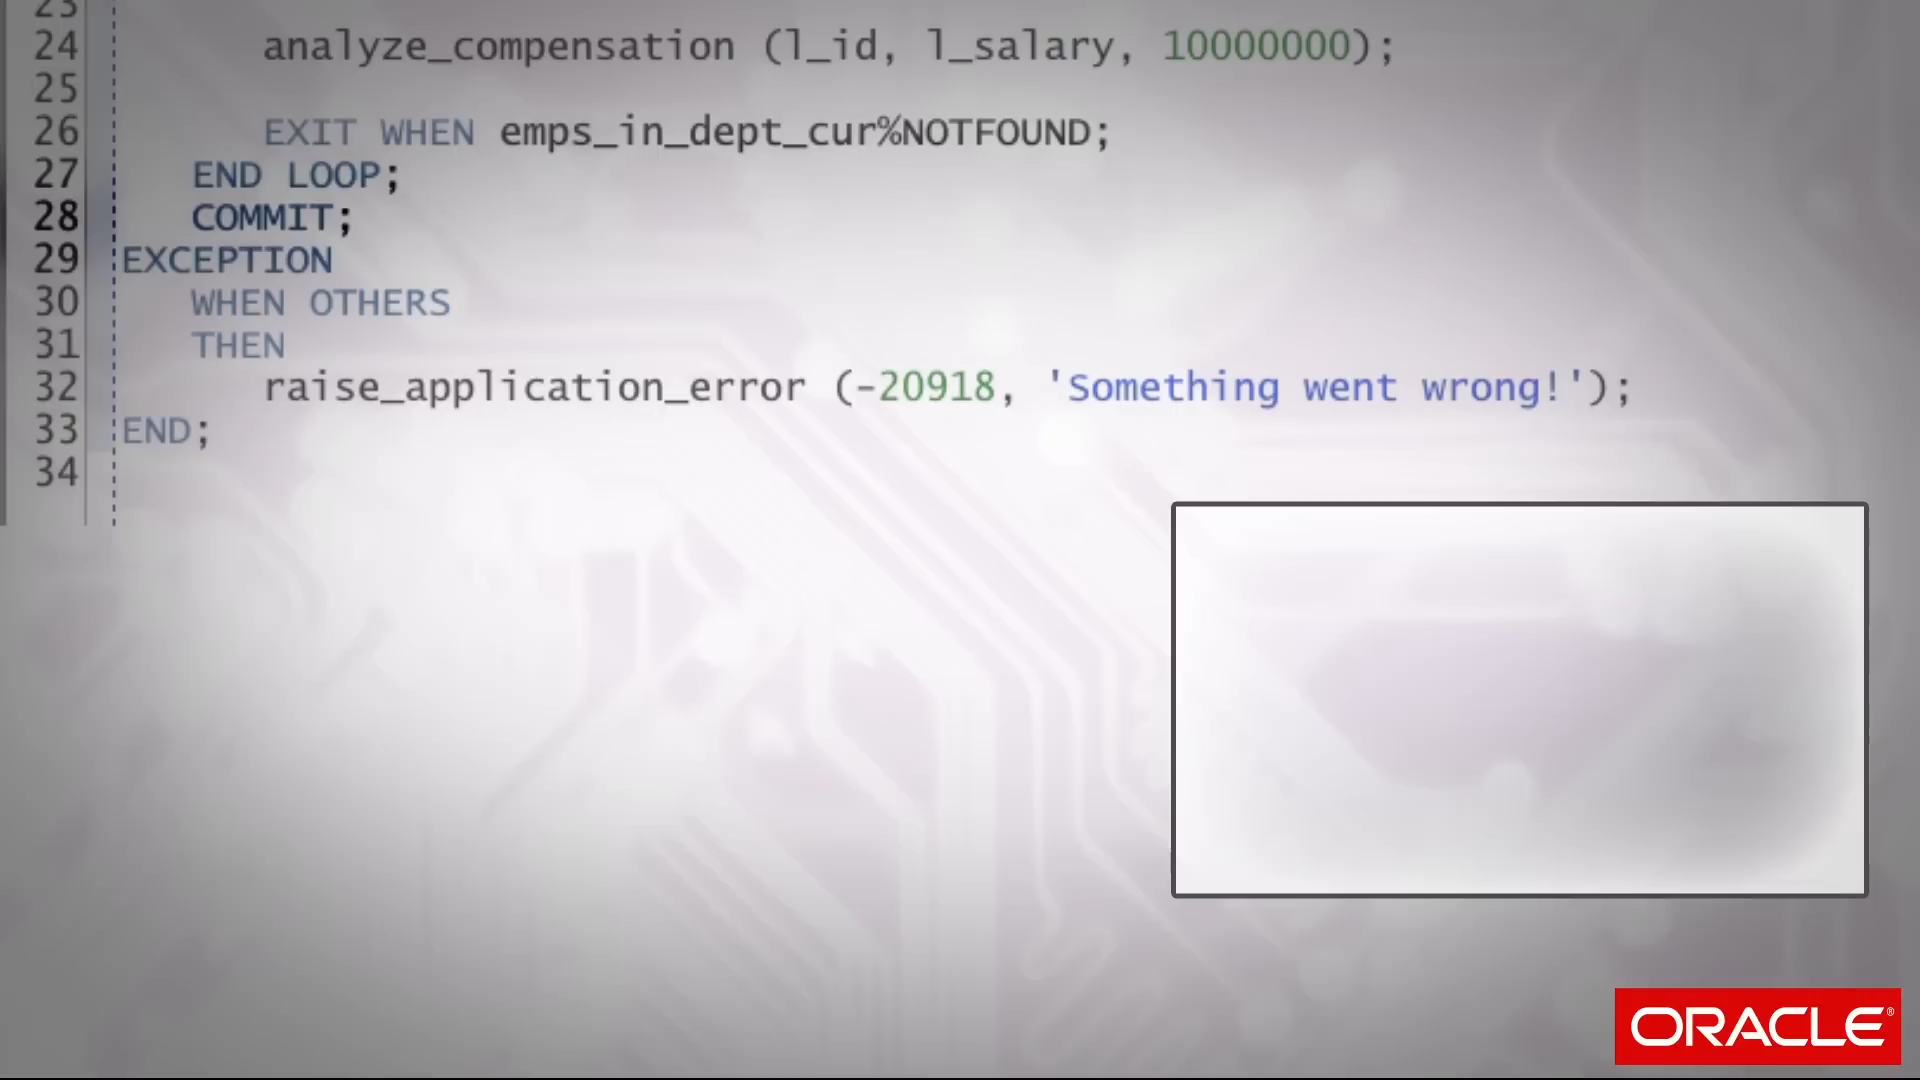 23
24 analyze_compensation (l_id, l_salary, 10000000);
25
26 EXIT WHEN emps_in_dept_cur%NOTFOUND;
27 END LOOP;
28 COMMIT;
29 EXCEPTION
30 WHEN OTHERS
31 THEN
32 raise_application_error (-20918, 'Something went wrong!');
33 END;
34
ORACLE®